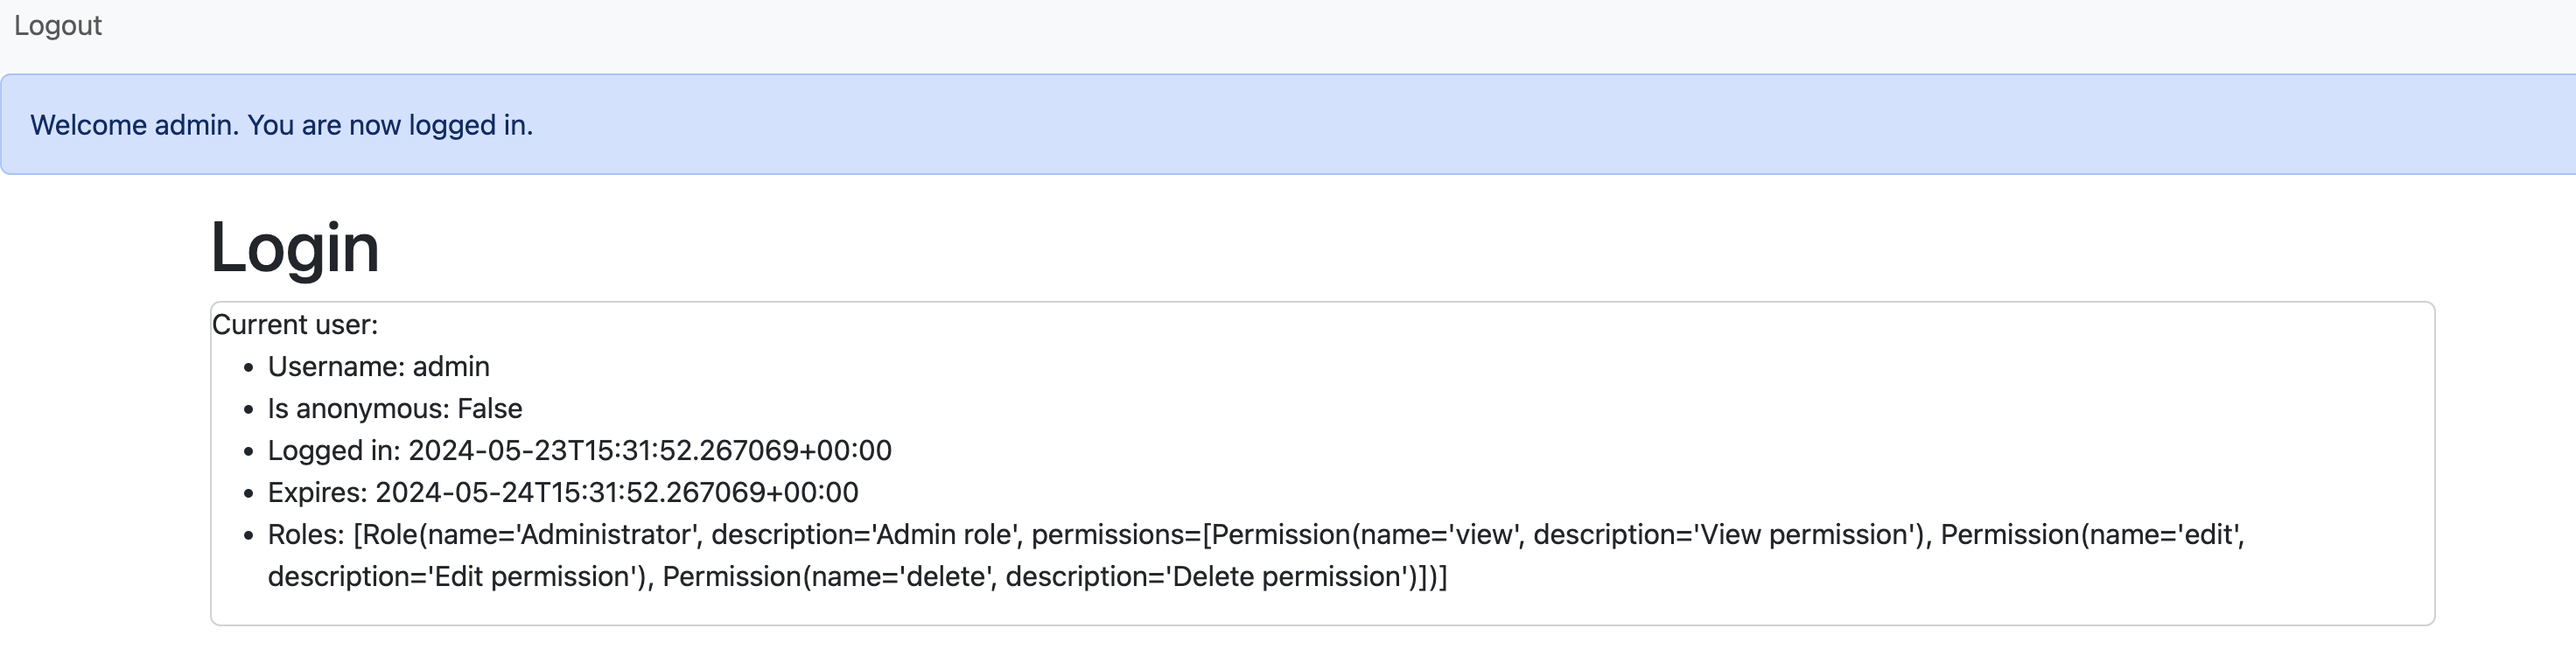 Logout
Welcome admin. You are now logged in.
Login
Current user:
• Username: admin
• Is anonymous: False
• Logged in: 2024-05-23T15:31:52.267069+00:00
• Expires: 2024-05-24T15:31:52.267069+00:00
• Roles: [Role(name='Administrator', description='Admin role', permissions=[Permission(name='view', description='View permission'), Permission(name='edit',
description='Edit permission'), Permission(name='delete', description='Delete permission')])]